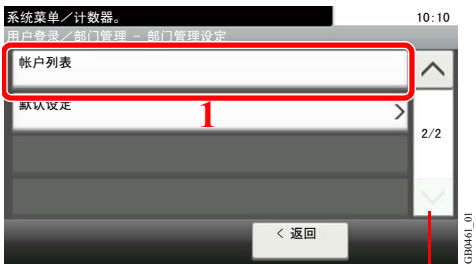 系统菜单／计数器。
10:10
用户登录／部门管理 - 部门管理设定
帐户列表
默认设定
1
2/2
< 返回
GB0461_01